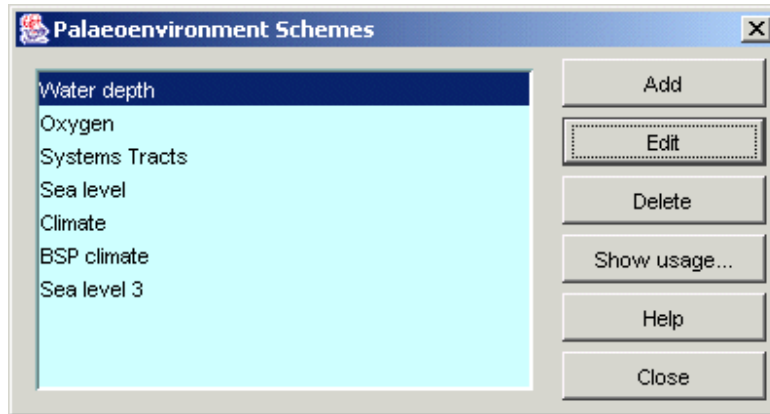 Palaeoenvironment Schemes
Water depth
Oxygen
Systems Tracts
Sea level
Climate
BSP climate
Sea level 3
Add
Edit
Delete
Show usage...
Help
Close